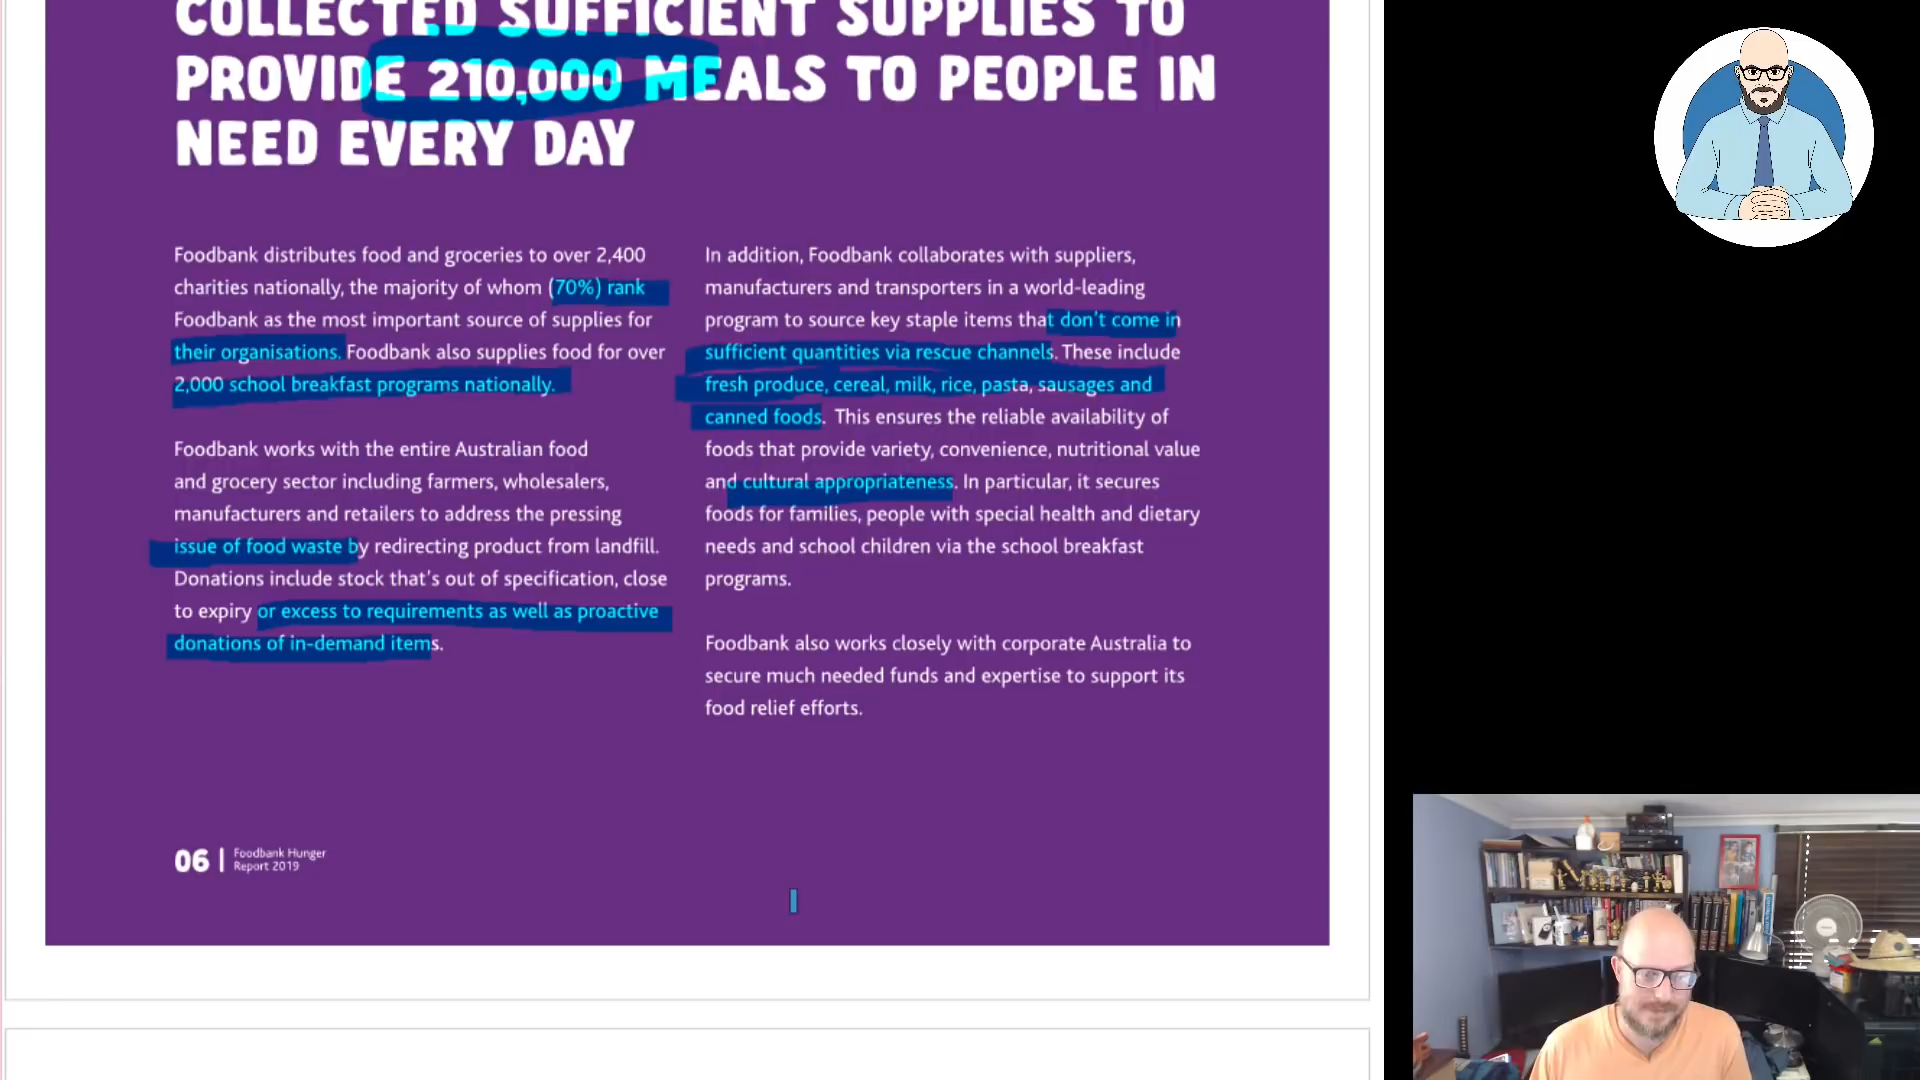 COLLECTED SUFFICIENT SUPPLIES TO
PROVIDE 210,000 MEALS TO PEOPLE IN
NEED EVERY DAY
Foodbank distributes food and groceries to over 2,400
charities nationally, the majority of whom (70%) rank
Foodbank as the most important source of supplies for
their organisations. Foodbank also supplies food for over
2,000 school breakfast programs nationally.
Foodbank works with the entire Australian food
and grocery sector including farmers, wholesalers,
manufacturers and retailers to address the pressing
issue of food waste by redirecting product from landfill.
Donations include stock that's out of specification, close
to expiry or excess to requirements as well as proactive
donations of in-demand items.
In addition, Foodbank collaborates with suppliers,
manufacturers and transporters in a world-leading
program to source key staple items that don't come in
sufficient quantities via rescue channels. These include
fresh produce, cereal, milk, rice, pasta, sausages and
canned foods. This ensures the reliable availability of
foods that provide variety, convenience, nutritional value
and cultural appropriateness. In particular, it secures
foods for families, people with special health and dietary
needs and school children via the school breakfast
programs.
Foodbank also works closely with corporate Australia to
secure much needed funds and expertise to support its
food relief efforts.
06 | Foodbank Hunger
Report 2019